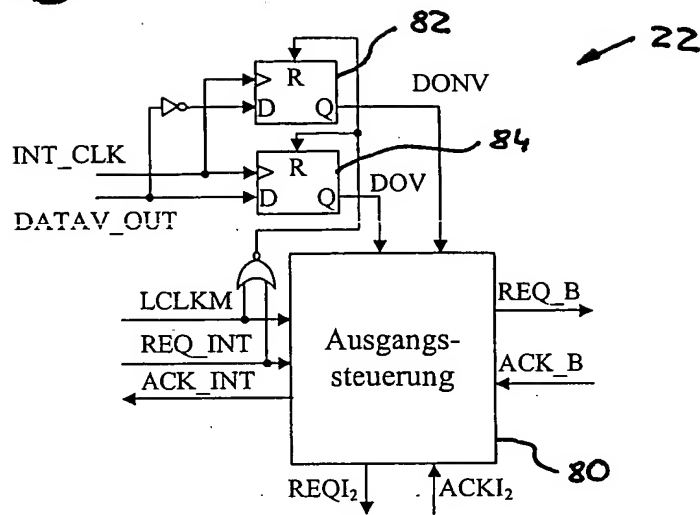 82
22
R
DONV
D
Q
INT_CLK
84
R
DOV
D
Q
DATAV_OUT
LCLKM
REQ_B
REQ_INT
Ausgangs-
steuerung
ACK_INT
ACK_B
80
REQI₂
ACKI₂